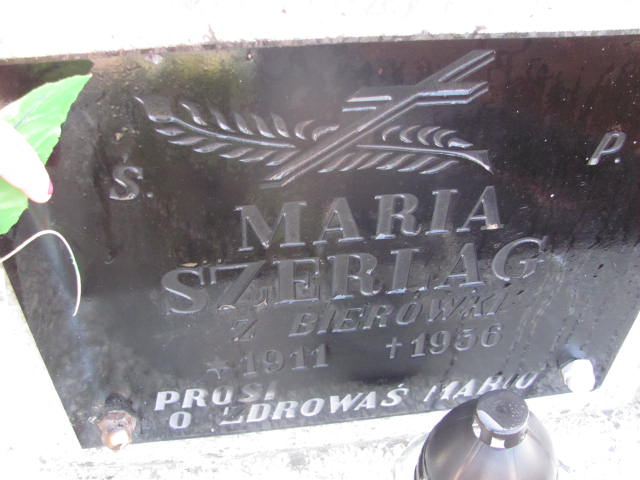 Ś. P.
MARIA
SZERLAG
Z BIERÓWKI
*1911 †1956
PROSI
O ZDROWAŚ MARIO